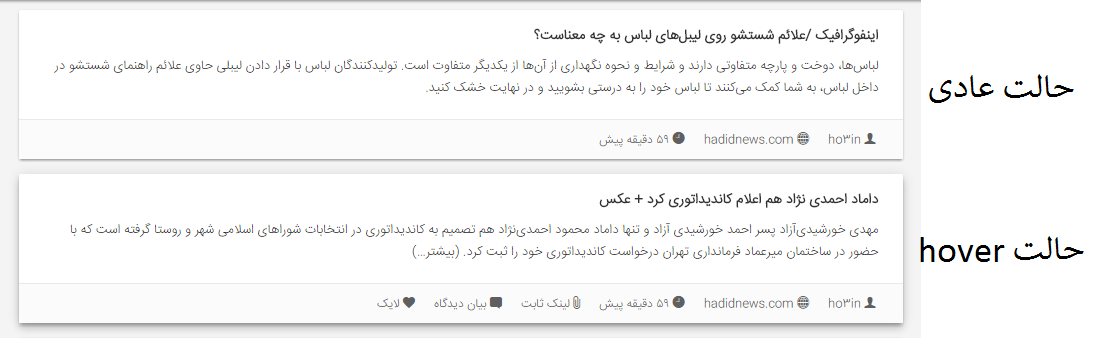 اینفوگرافیک /علائم شستشو روی لیبل‌های لباس به چه معناست؟
لباس‌ها، دوخت و پارچه متفاوتی دارند و شرایط و نحوه نگهداری از آن‌ها از یکدیگر متفاوت است. تولیدکنندگان لباس با قرار دادن لیبلی حاوی علائم راهنمای شستشو در
داخل لباس، به شما کمک می‌کنند تا لباس خود را به درستی بشویید و در نهایت خشک کنید.
حالت عادی
ho۳in hadidnews.com ۵۹ دقیقه پیش
داماد احمدی نژاد هم اعلام کاندیداتوری کرد + عکس
مهدی خورشیدی‌آزاد پسر احمد خورشیدی آزاد و تنها داماد محمود احمدی‌نژاد هم تصمیم به کاندیداتوری در انتخابات شوراهای اسلامی شهر و روستا گرفته است که با
حضور در ساختمان میرعماد فرمانداری تهران درخواست کاندیداتوری خود را ثبت کرد. (بیشتر...)
حالت hover
ho۳in hadidnews.com ۵۹ دقیقه پیش لینک ثابت بیان دیدگاه لایک